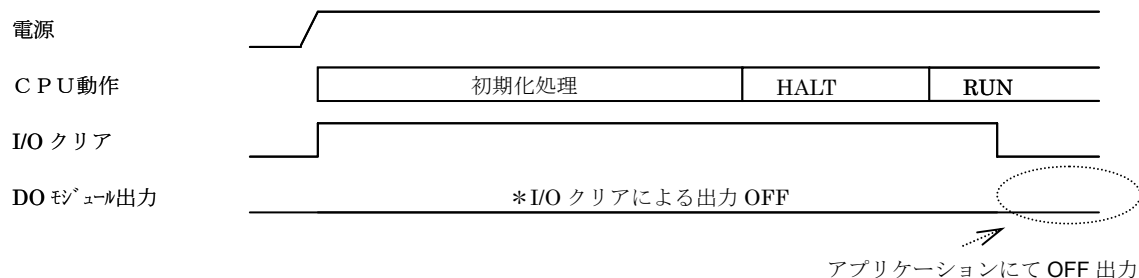 電源
ＣＰＵ動作 初期化処理 HALT RUN
I/O クリア
DO ﾓｼﾞｭｰﾙ出力 ＊I/O クリアによる出力 OFF
アプリケーションにて OFF 出力